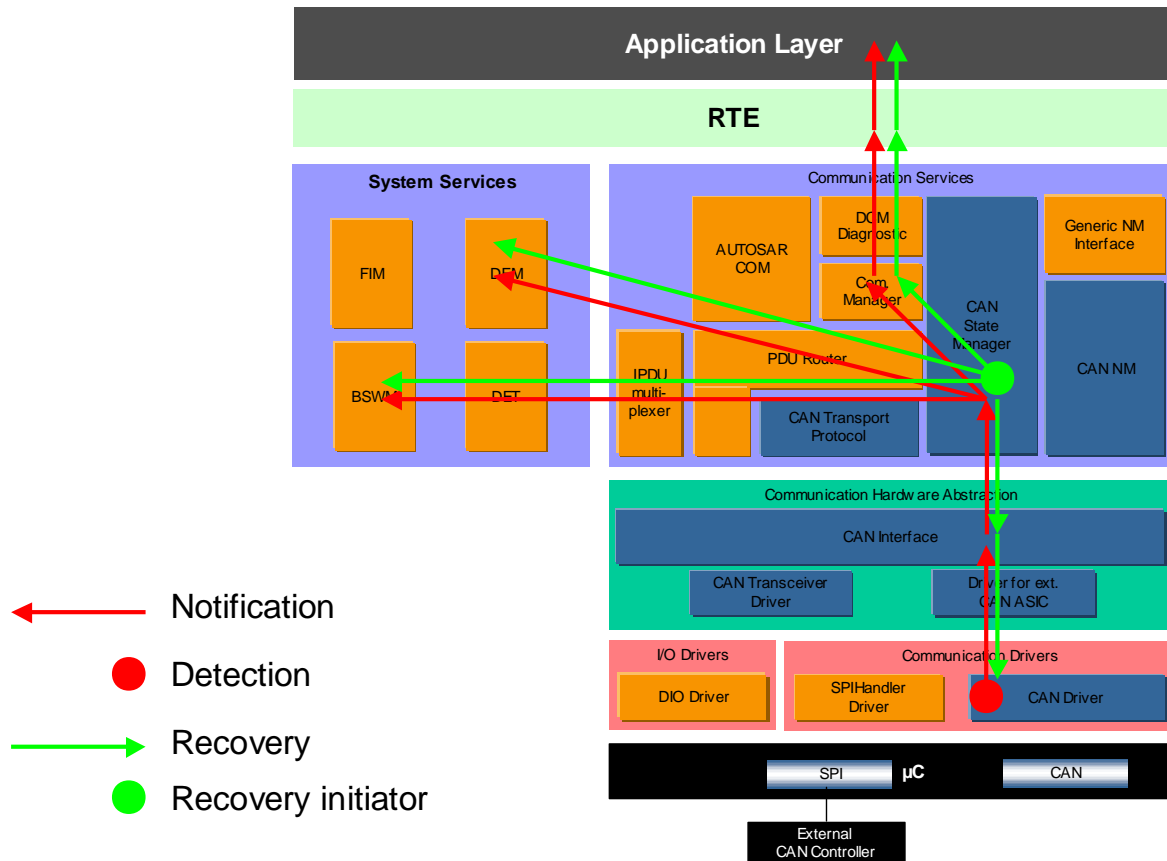 Application Layer
RTE
System Services
FIM
DEM
BSWM
DET
Communication Services
AUTOSAR
COM
DCM
Diagnostic
Com.
Manager
CAN
State
Manager
Generic NM
Interface
CAN NM
IPDU
multi-
plexer
PDU Router
CAN Transport
Protocol
Communication Hardware Abstraction
CAN Interface
CAN Transceiver
Driver
Driver for ext.
CAN ASIC
I/O Drivers
DIO Driver
Communication Drivers
SPIHandler
Driver
CAN Driver
SPI
µC
CAN
External
CAN Controller
Notification
Detection
Recovery
Recovery initiator